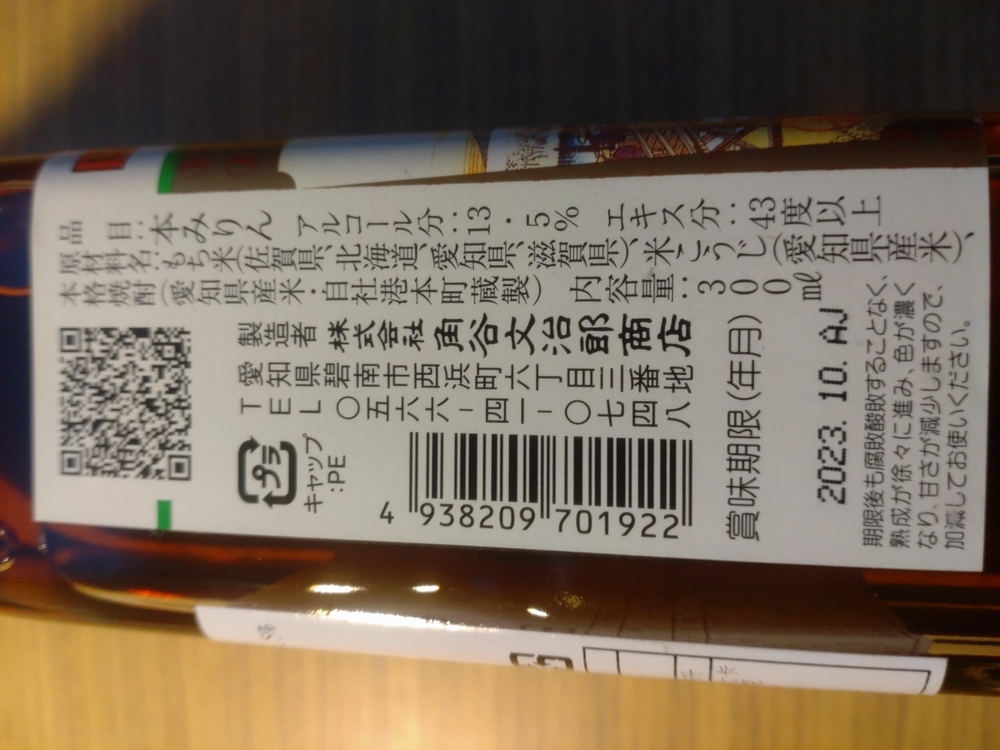 品目：本みりん アルコール分：13・5％ エキス分：43度以上
原材料名：もち米（佐賀県、北海道、愛知県、滋賀県）、米こうじ（愛知県産米）、
本格焼酎（愛知県産米・自社港本町蔵製） 内容量：３００㎖
製造者 株式会社 角谷文治郎商店
愛知県碧南市西浜町六丁目三番地
ＴＥＬ 〇五六六-四一-〇七四八
プラ
キャップ
:PE
4 938209 701922
賞味期限（年月）
2023. 10. AJ
期限後も腐敗酸敗することなく、
熟成が徐々に進み、色が濃く
なり、甘さが減少しますので、
加減してお使いください。